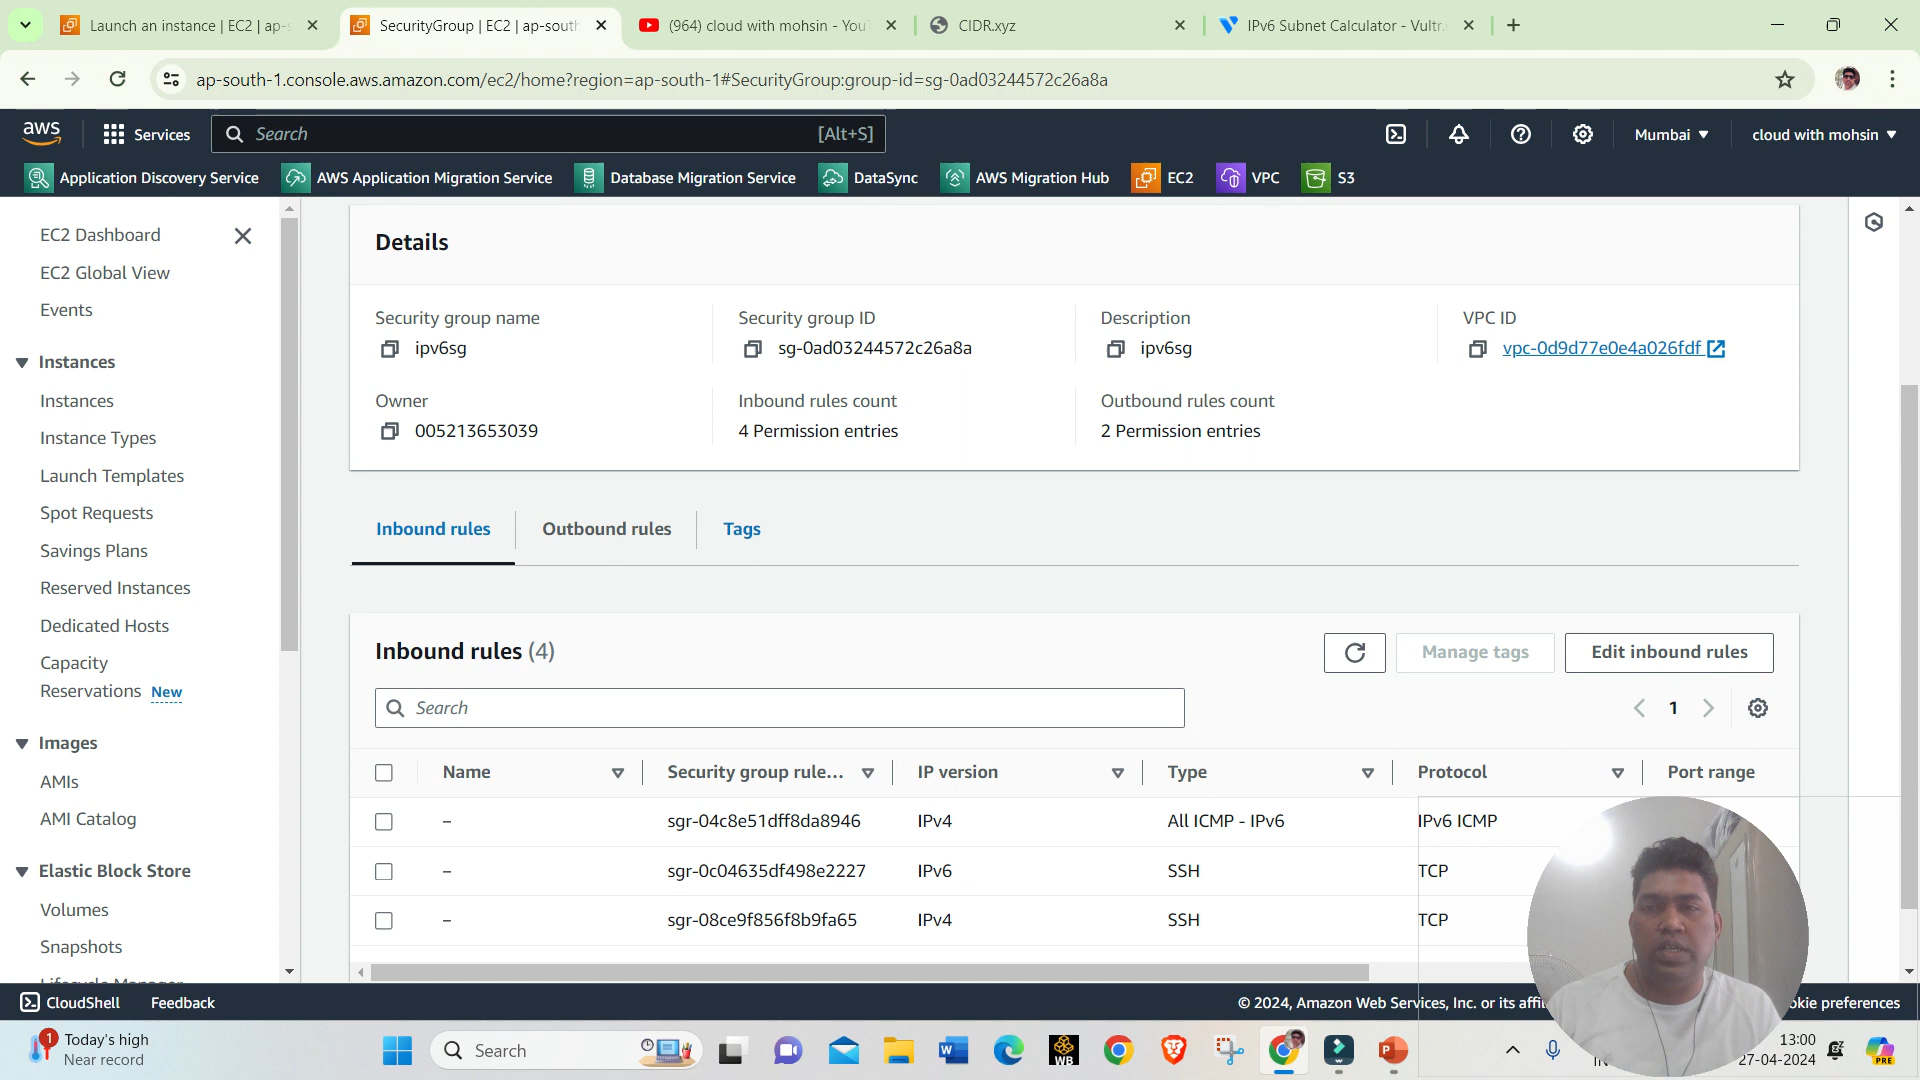 Launch an instance | EC2 | ap-s
SecurityGroup | EC2 | ap-south
(964) cloud with mohsin - YouT
CIDR.xyz
IPv6 Subnet Calculator - Vultr.
ap-south-1.console.aws.amazon.com/ec2/home?region=ap-south-1#SecurityGroup:group-id=sg-0ad03244572c26a8a
aws
Services
Search
[Alt+S]
Mumbai
cloud with mohsin
Application Discovery Service
AWS Application Migration Service
Database Migration Service
DataSync
AWS Migration Hub
EC2
VPC
S3
EC2 Dashboard
EC2 Global View
Events
Instances
Instances
Instance Types
Launch Templates
Spot Requests
Savings Plans
Reserved Instances
Dedicated Hosts
Capacity
Reservations New
Images
AMIs
AMI Catalog
Elastic Block Store
Volumes
Snapshots
Lifecycle Manager
Details
Security group name
ipv6sg
Security group ID
sg-0ad03244572c26a8a
Description
ipv6sg
VPC ID
vpc-0d9d77e0e4a026fdf
Owner
005213653039
Inbound rules count
4 Permission entries
Outbound rules count
2 Permission entries
Inbound rules
Outbound rules
Tags
Inbound rules (4)
Manage tags
Edit inbound rules
Search
1
Name Security group rule... IP version Type Protocol Port range
– sgr-04c8e51dff8da8946 IPv4 All ICMP - IPv6 IPv6 ICMP
– sgr-0c04635df498e2227 IPv6 SSH TCP
– sgr-08ce9f856f8b9fa65 IPv4 SSH TCP
CloudShell
Feedback
© 2024, Amazon Web Services, Inc. or its affil
okie preferences
1
Today's high
Near record
Search
WB
13:00
27-04-2024
PRE